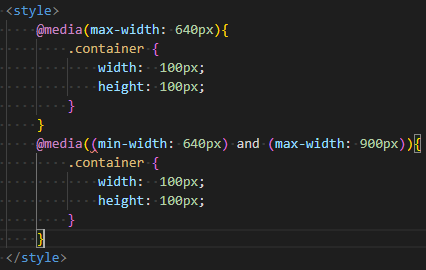 <style>
@media(max-width: 640px){
.container {
width: 100px;
height: 100px;
}
}
@media((min-width: 640px) and (max-width: 900px)){
.container {
width: 100px;
height: 100px;
}
}
</style>